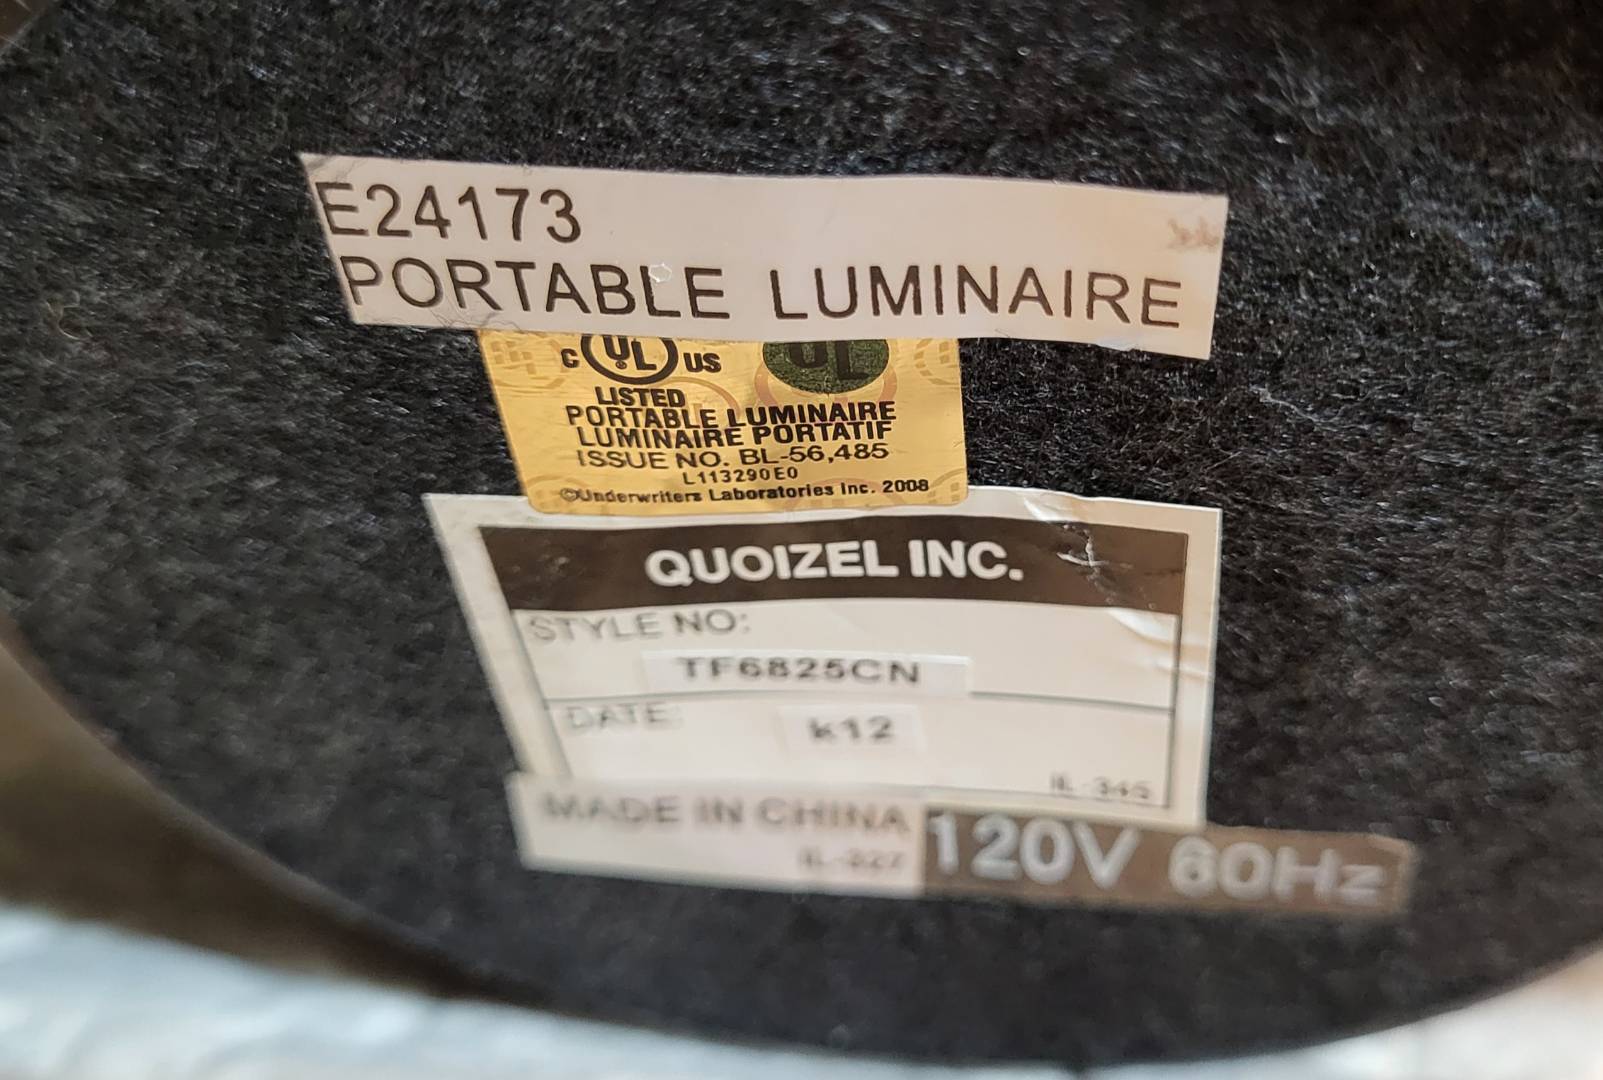 E24173
PORTABLE LUMINAIRE
C UL US UL
LISTED
PORTABLE LUMINAIRE
LUMINAIRE PORTATIF
ISSUE NO. BL-56,485
L113290E0
©Underwriters Laboratories Inc. 2008
QUOIZEL INC.
STYLE NO:
TF6825CN
DATE: k12
IL-345
MADE IN CHINA
IL-327
120V 60Hz